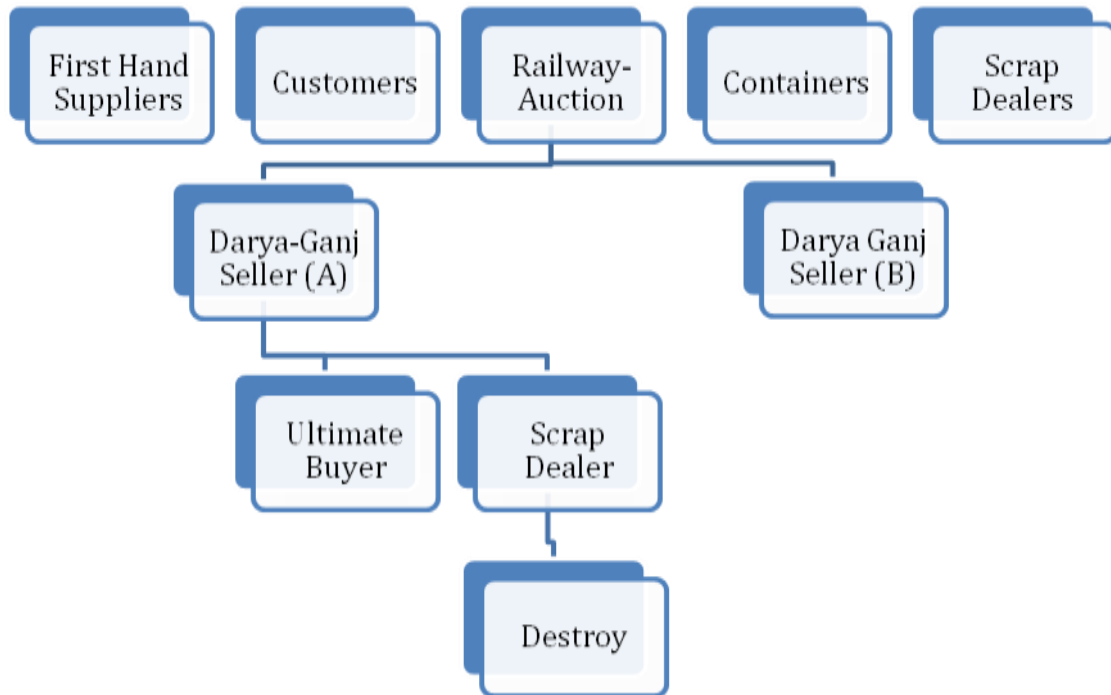 First Hand
Suppliers
Customers
Railway-
Auction
Containers
Scrap
Dealers
Darya-Ganj
Seller (A)
Darya Ganj
Seller (B)
Ultimate
Buyer
Scrap
Dealer
Destroy